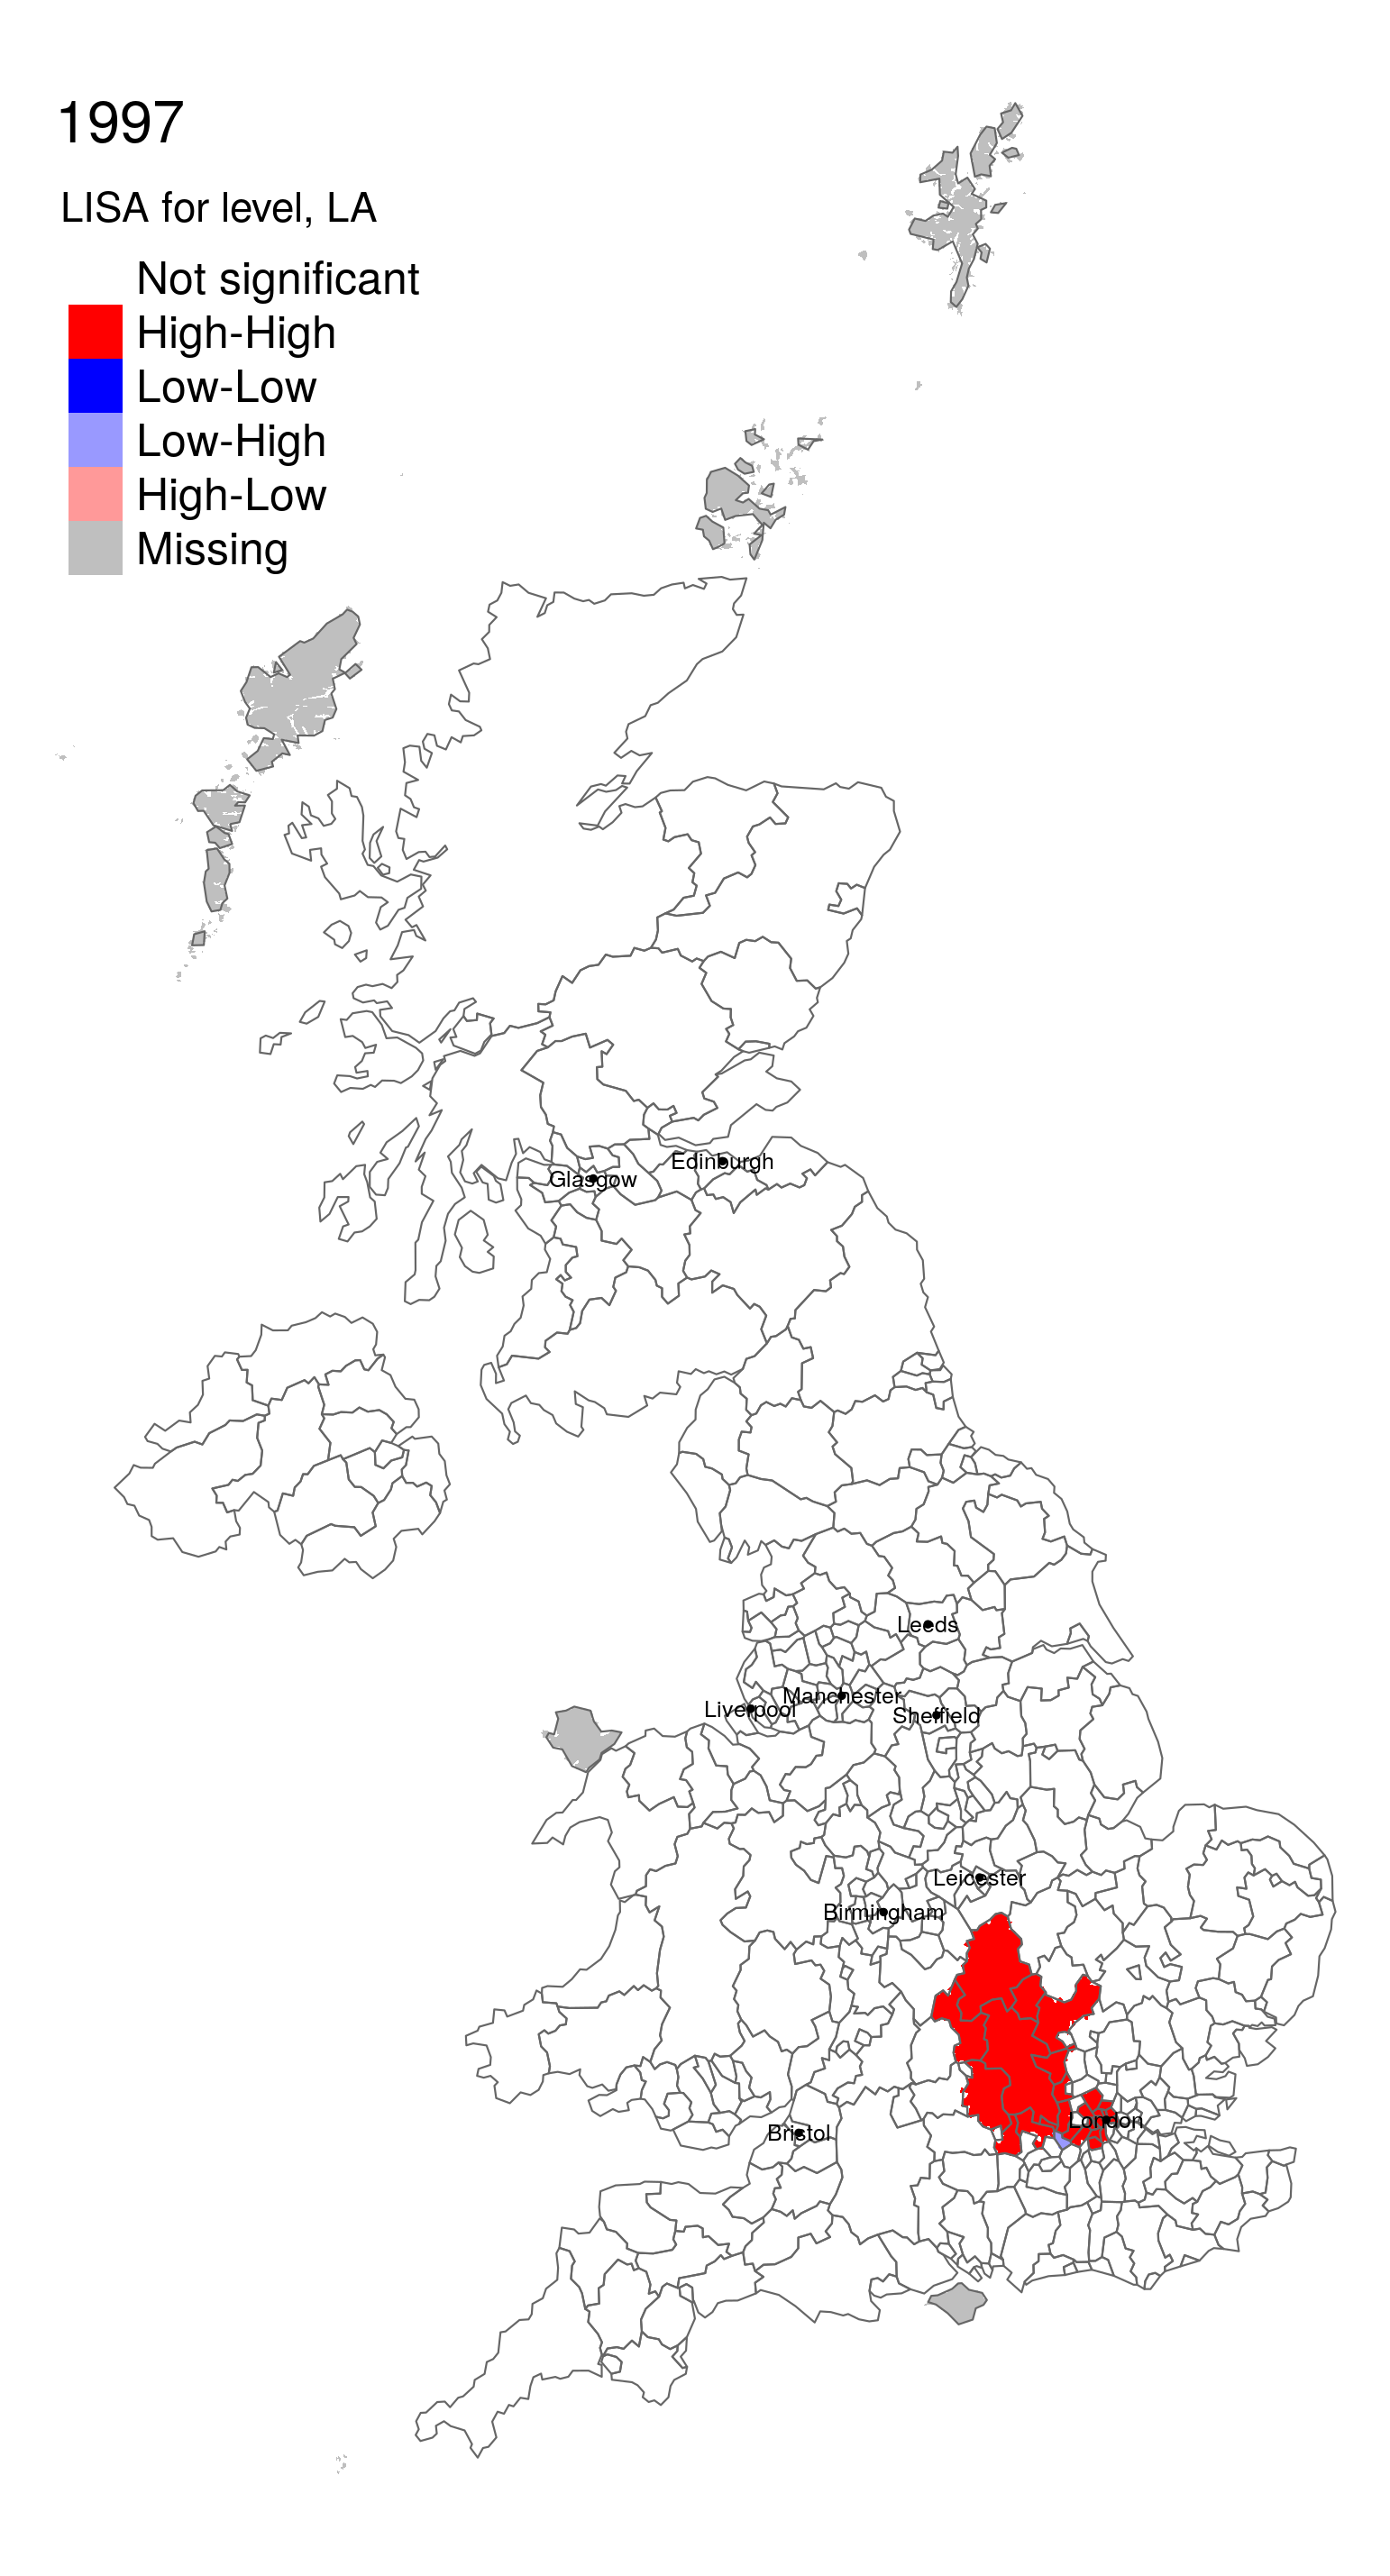 1997
LISA for level, LA
Not significant
High-High
Low-Low
Low-High
High-Low
Missing
Edinburgh
Glasgow
Leeds
Manchester
Liverpool
Sheffield
Leicester
Birmingham
London
Bristol